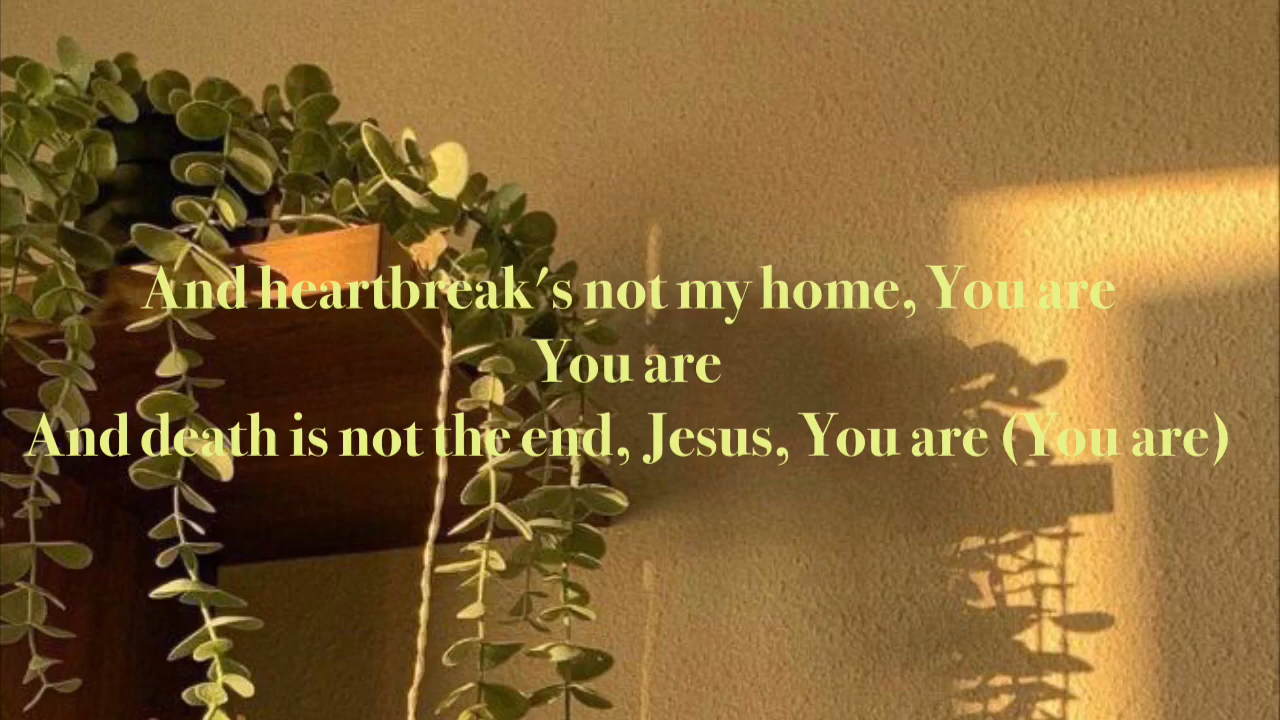 And heartbreak's not my home, You are
You are
And death is not the end, Jesus, You are (You are)